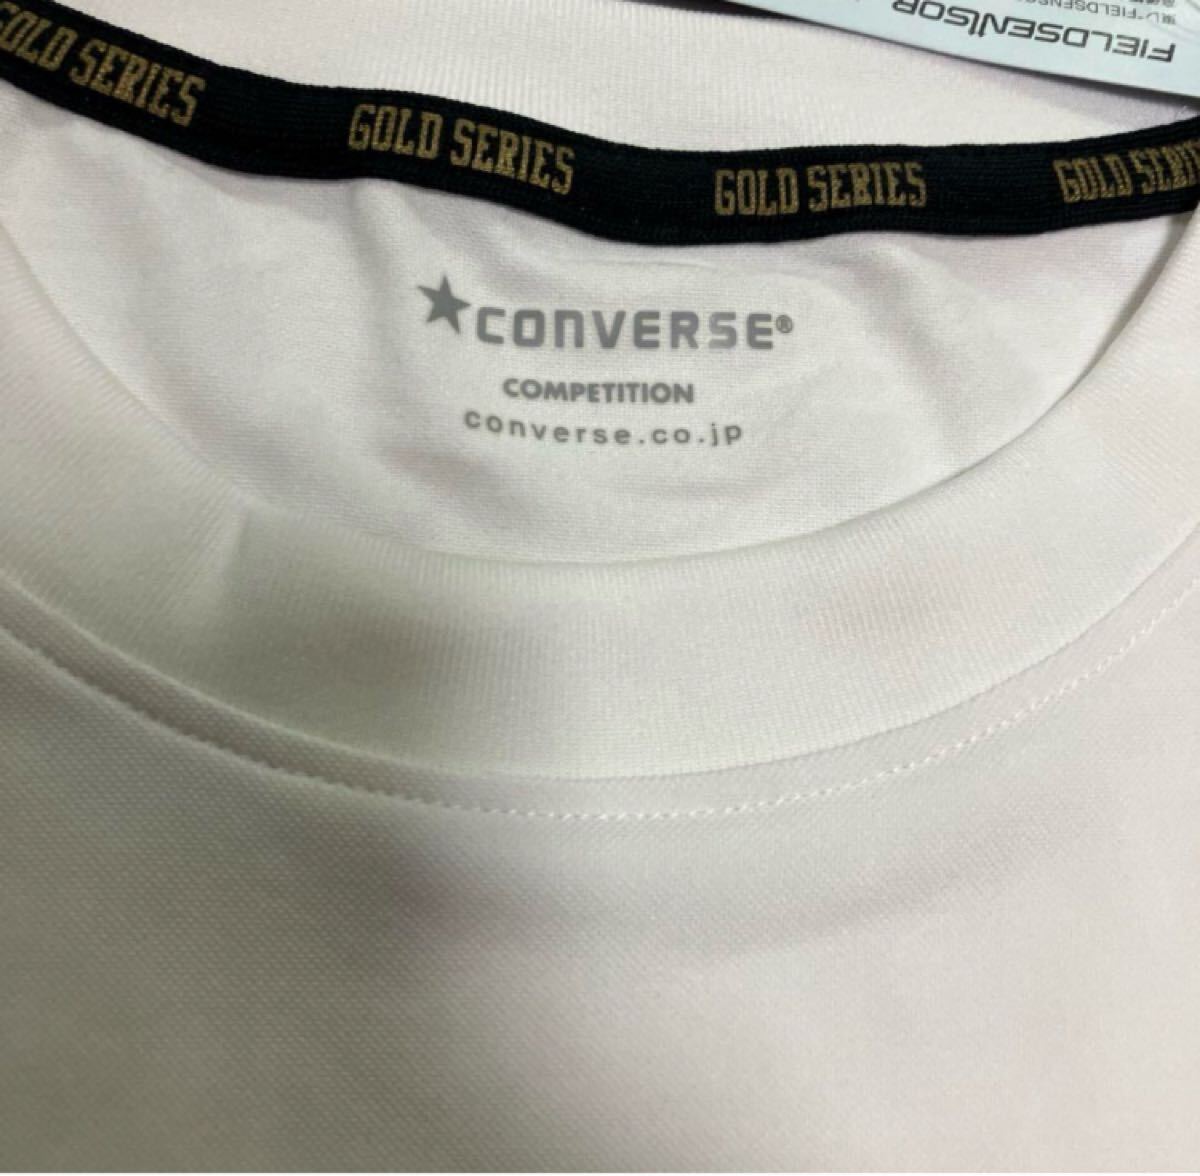 FIELDSENSOR
GOLD SERIES GOLD SERIES GOLD SERIES GOLD SERIES
★CONVERSE®
COMPETITION
converse.co.jp